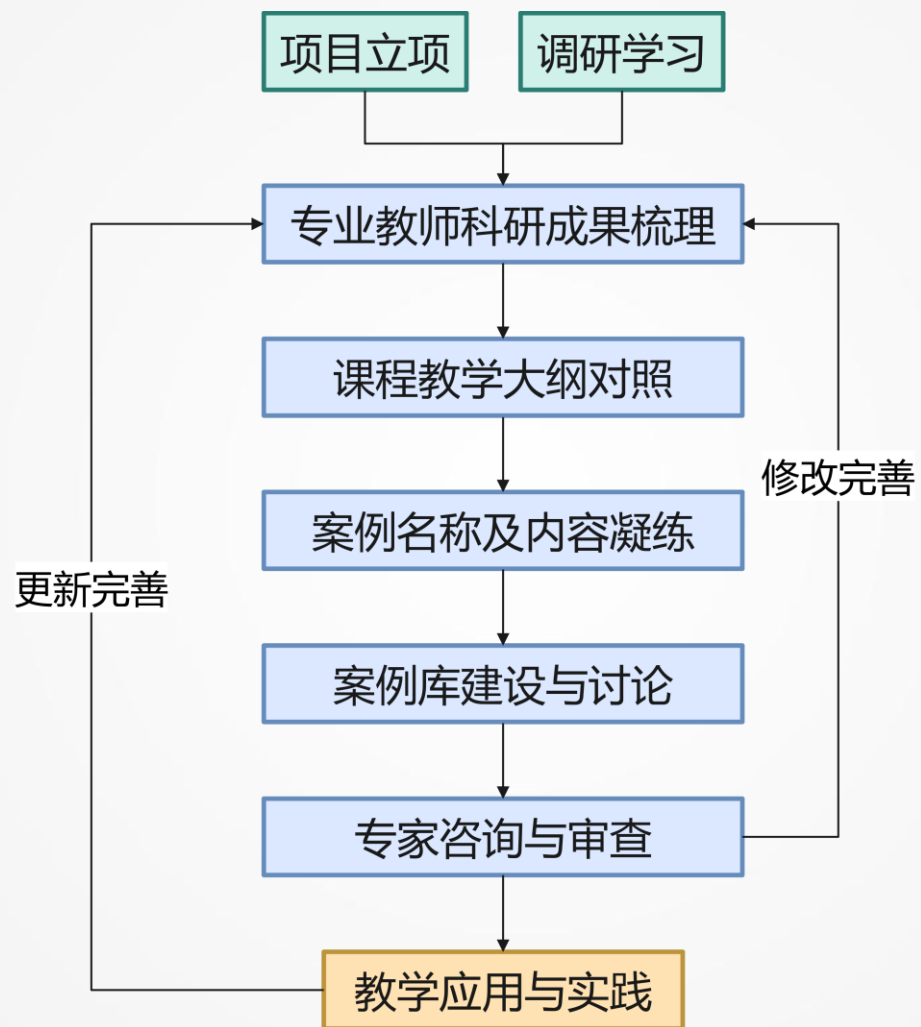 项目立项
调研学习
专业教师科研成果梳理
课程教学大纲对照
修改完善
案例名称及内容凝练
更新完善
案例库建设与讨论
专家咨询与审查
教学应用与实践